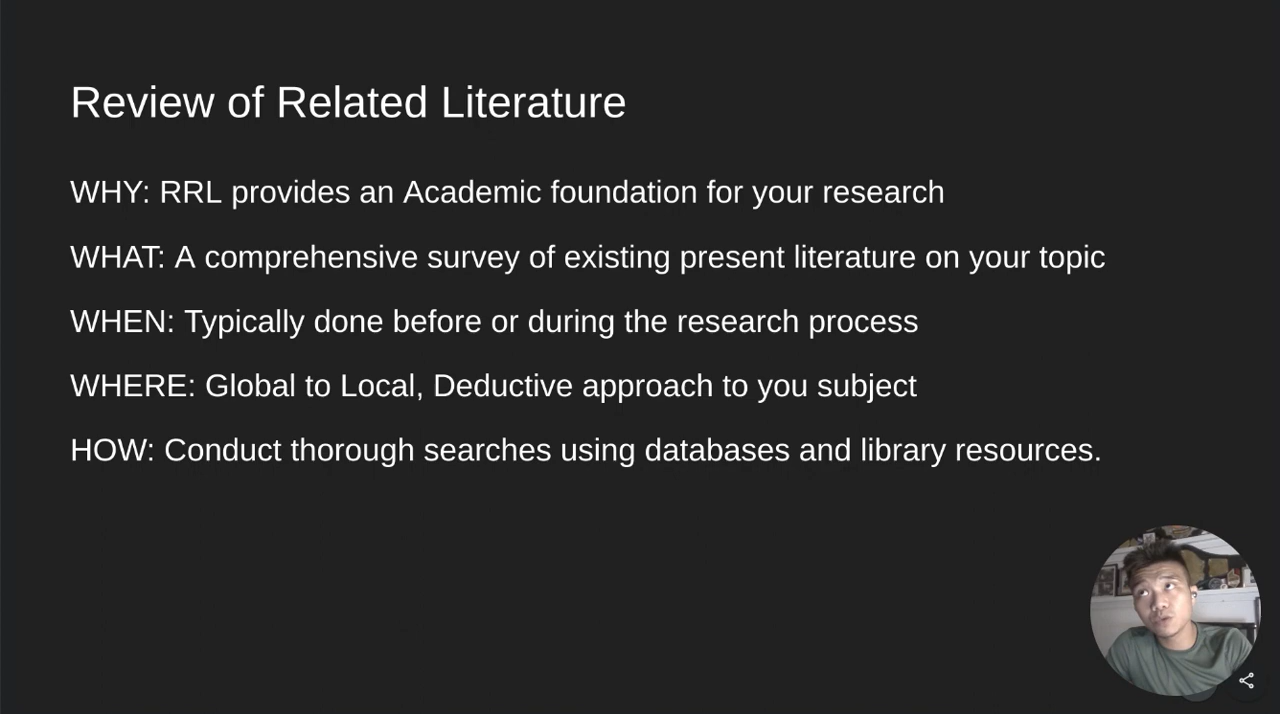 Review of Related Literature
WHY: RRL provides an Academic foundation for your research
WHAT: A comprehensive survey of existing present literature on your topic
WHEN: Typically done before or during the research process
WHERE: Global to Local, Deductive approach to you subject
HOW: Conduct thorough searches using databases and library resources.